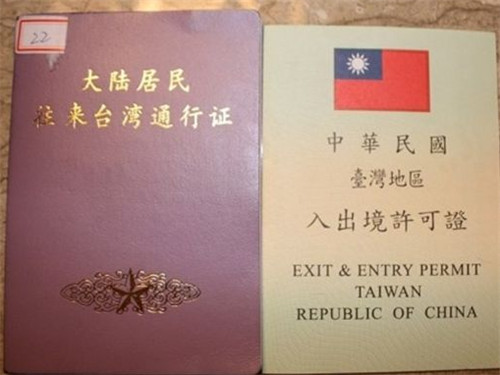 22
大陆居民
往来台湾通行证
中華民國
臺灣地區
入出境許可證
EXIT & ENTRY PERMIT
TAIWAN
REPUBLIC OF CHINA